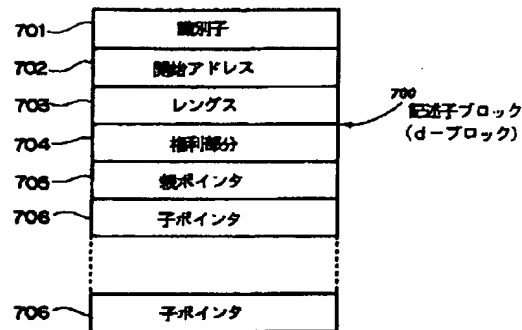 701 識別子
702 開始アドレス
703 レングス
700
記述子ブロック
(d-ブロック)
704 権利部分
705 親ポインタ
706 子ポインタ
706 子ポインタ